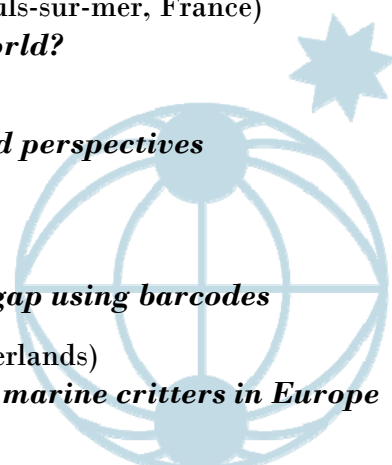 uls-sur-mer, France)
orld?
d perspectives
gap using barcodes
erlands)
marine critters in Europe